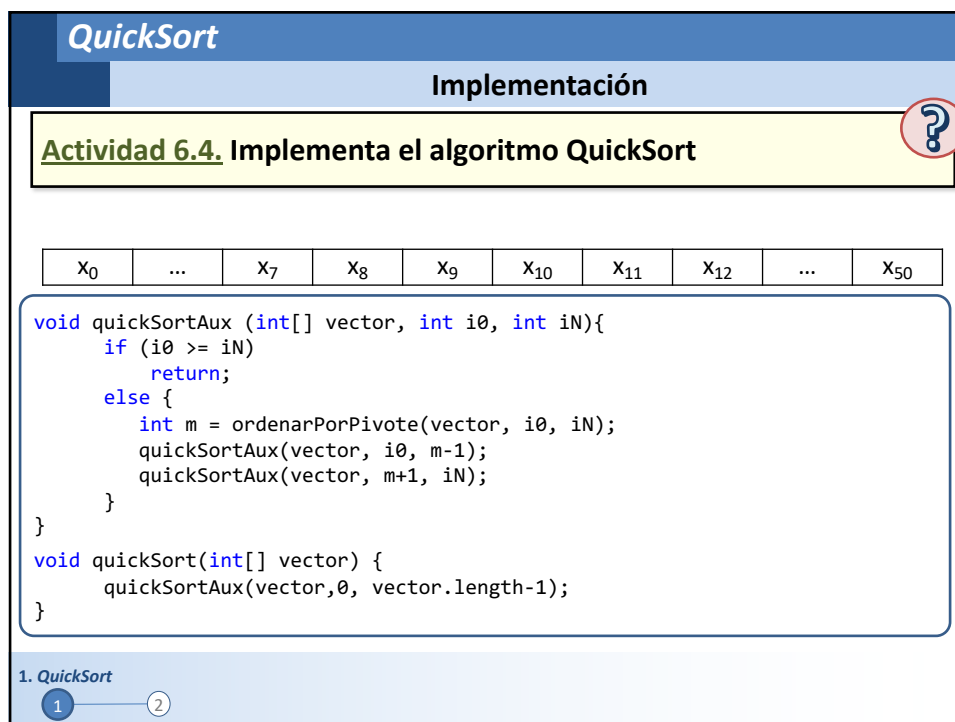 QuickSort
Implementación
?
Actividad 6.4. Implementa el algoritmo QuickSort
x0 ... x7 x8 x9 x10 x11 x12 ... x50
void quickSortAux (int[] vector, int i0, int iN){
if (i0 >= iN)
return;
else {
int m = ordenarPorPivote(vector, i0, iN);
quickSortAux(vector, i0, m-1);
quickSortAux(vector, m+1, iN);
}
}
void quickSort(int[] vector) {
quickSortAux(vector,0, vector.length-1);
}
1. QuickSort
1 2